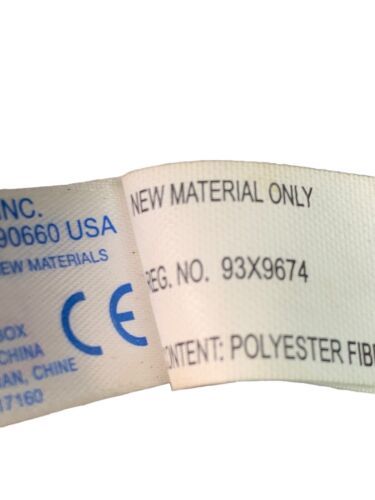 INC.
90660 USA
NEW MATERIALS
CE
BOX
CHINA
AN, CHINE
17160
NEW MATERIAL ONLY
REG. NO. 93X9674
ONTENT: POLYESTER FIB